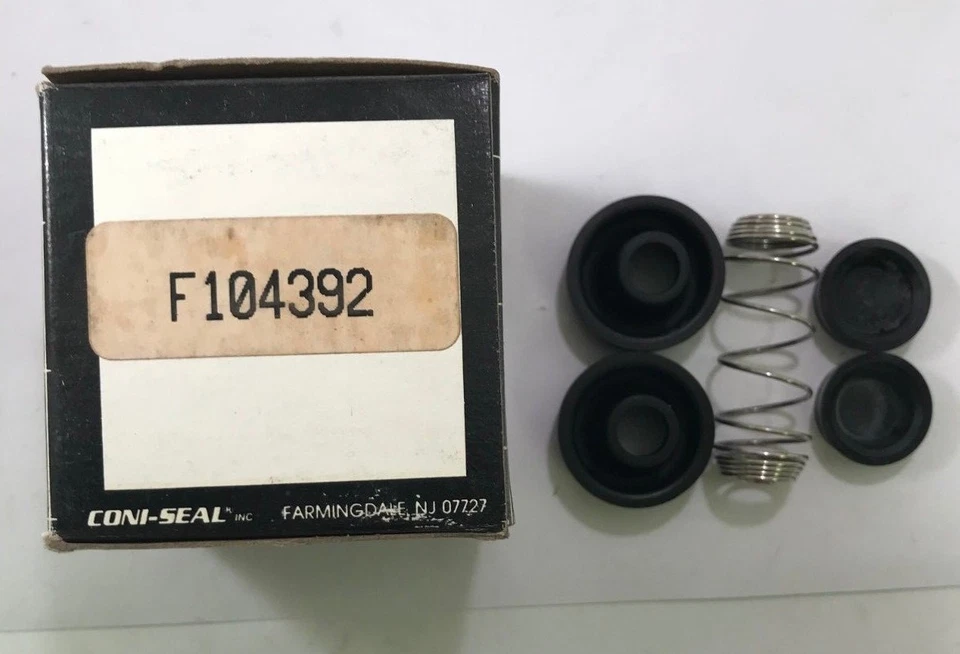 F104392
CONI-SEAL INC FARMINGDALE, NJ 07727